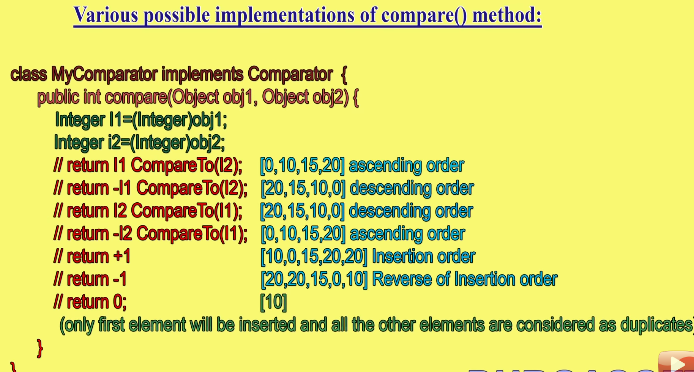 Various possible implementations of compare() method:
class MyComparator implements Comparator {
public int compare(Object obj1, Object obj2) {
Integer I1=(Integer)obj1;
Integer i2=(Integer)obj2;
// return I1 CompareTo(I2); [0,10,15,20] ascending order
// return -I1 CompareTo(I2); [20,15,10,0] descending order
// return I2 CompareTo(I1); [20,15,10,0] descending order
// return -I2 CompareTo(I1); [0,10,15,20] ascending order
// return +1 [10,0,15,20,20] Insertion order
// return -1 [20,20,15,0,10] Reverse of Insertion order
// return 0; [10]
(only first element will be inserted and all the other elements are considered as duplicates)
}
}